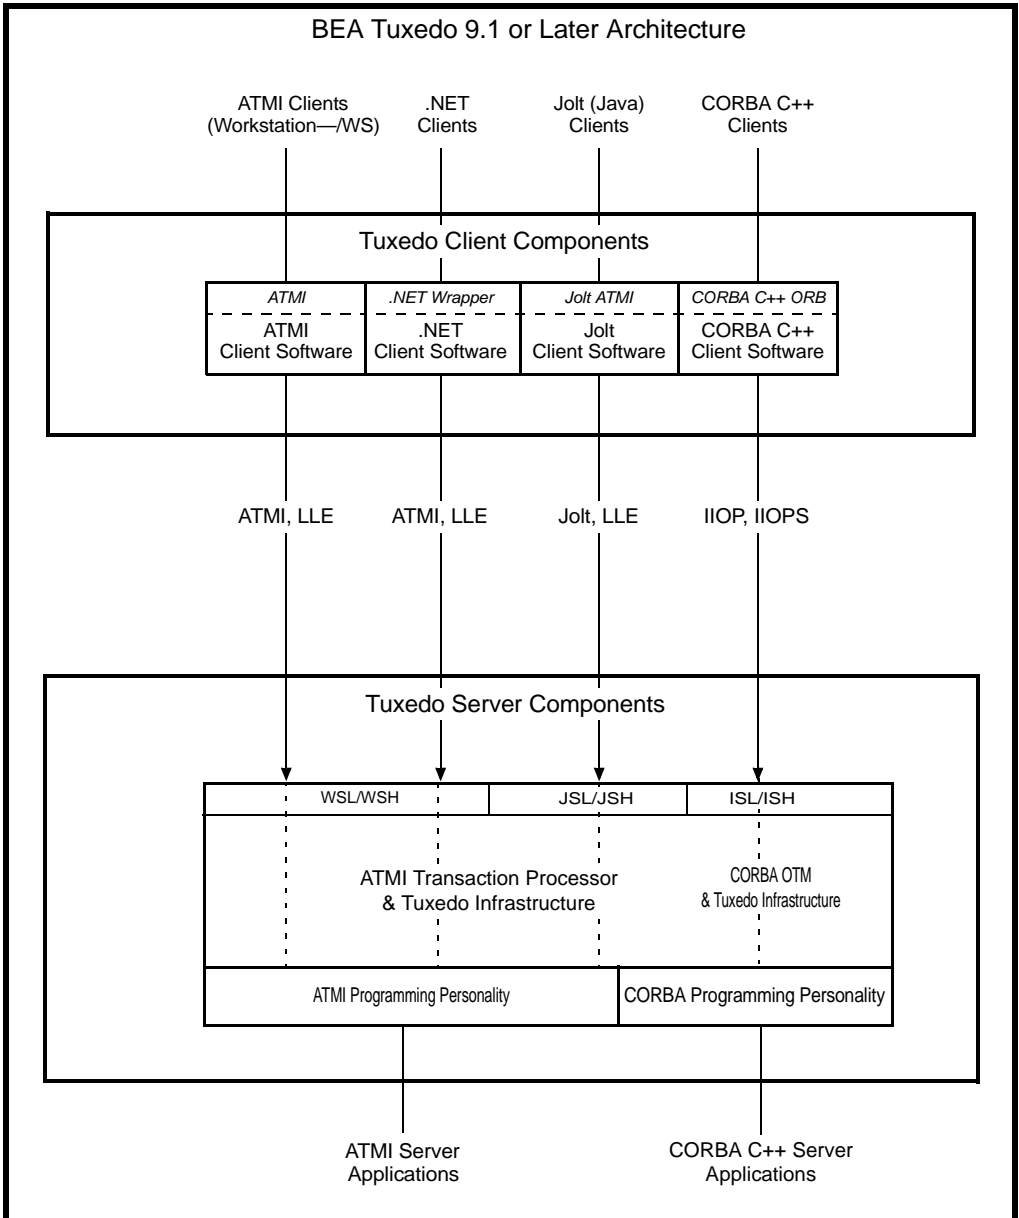 BEA Tuxedo 9.1 or Later Architecture
ATMI Clients
(Workstation—/WS)
.NET
Clients
Jolt (Java)
Clients
CORBA C++
Clients
Tuxedo Client Components
ATMI
ATMI
Client Software
.NET Wrapper
.NET
Client Software
Jolt ATMI
Jolt
Client Software
CORBA C++ ORB
CORBA C++
Client Software
ATMI, LLE
ATMI, LLE
Jolt, LLE
IIOP, IIOPS
Tuxedo Server Components
WSL/WSH
JSL/JSH
ISL/ISH
ATMI Transaction Processor
& Tuxedo Infrastructure
CORBA OTM
& Tuxedo Infrastructure
ATMI Programming Personality
CORBA Programming Personality
ATMI Server
Applications
CORBA C++ Server
Applications